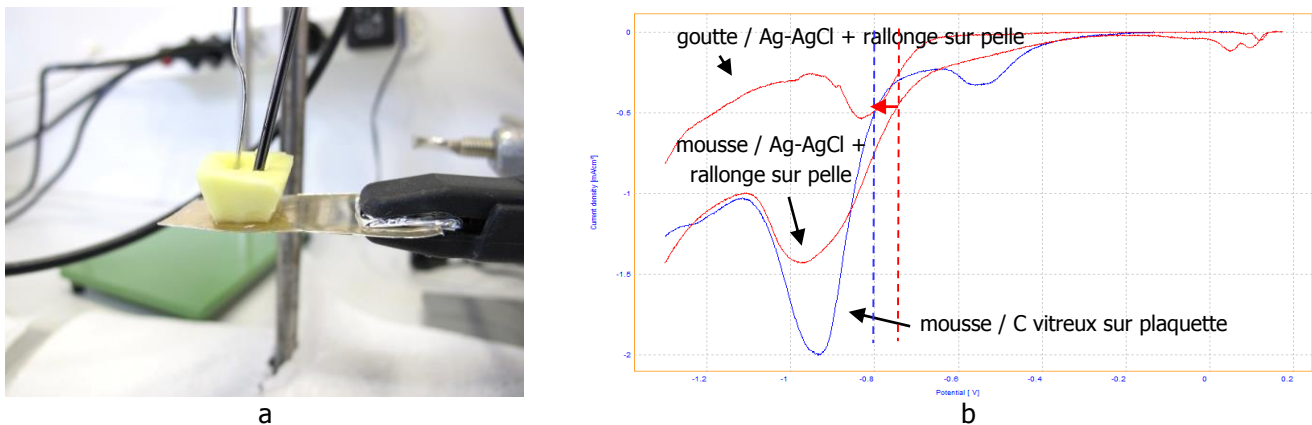 goutte / Ag-AgCl + rallonge sur pelle
mousse / Ag-AgCl +
rallonge sur pelle
mousse / C vitreux sur plaquette
0
-0.5
-1
-1.5
-2
-1.2
-1
-0.8
-0.6
-0.4
-0.2
0
0.2
Current density [mA/cm²]
Potential [ V]
a
b